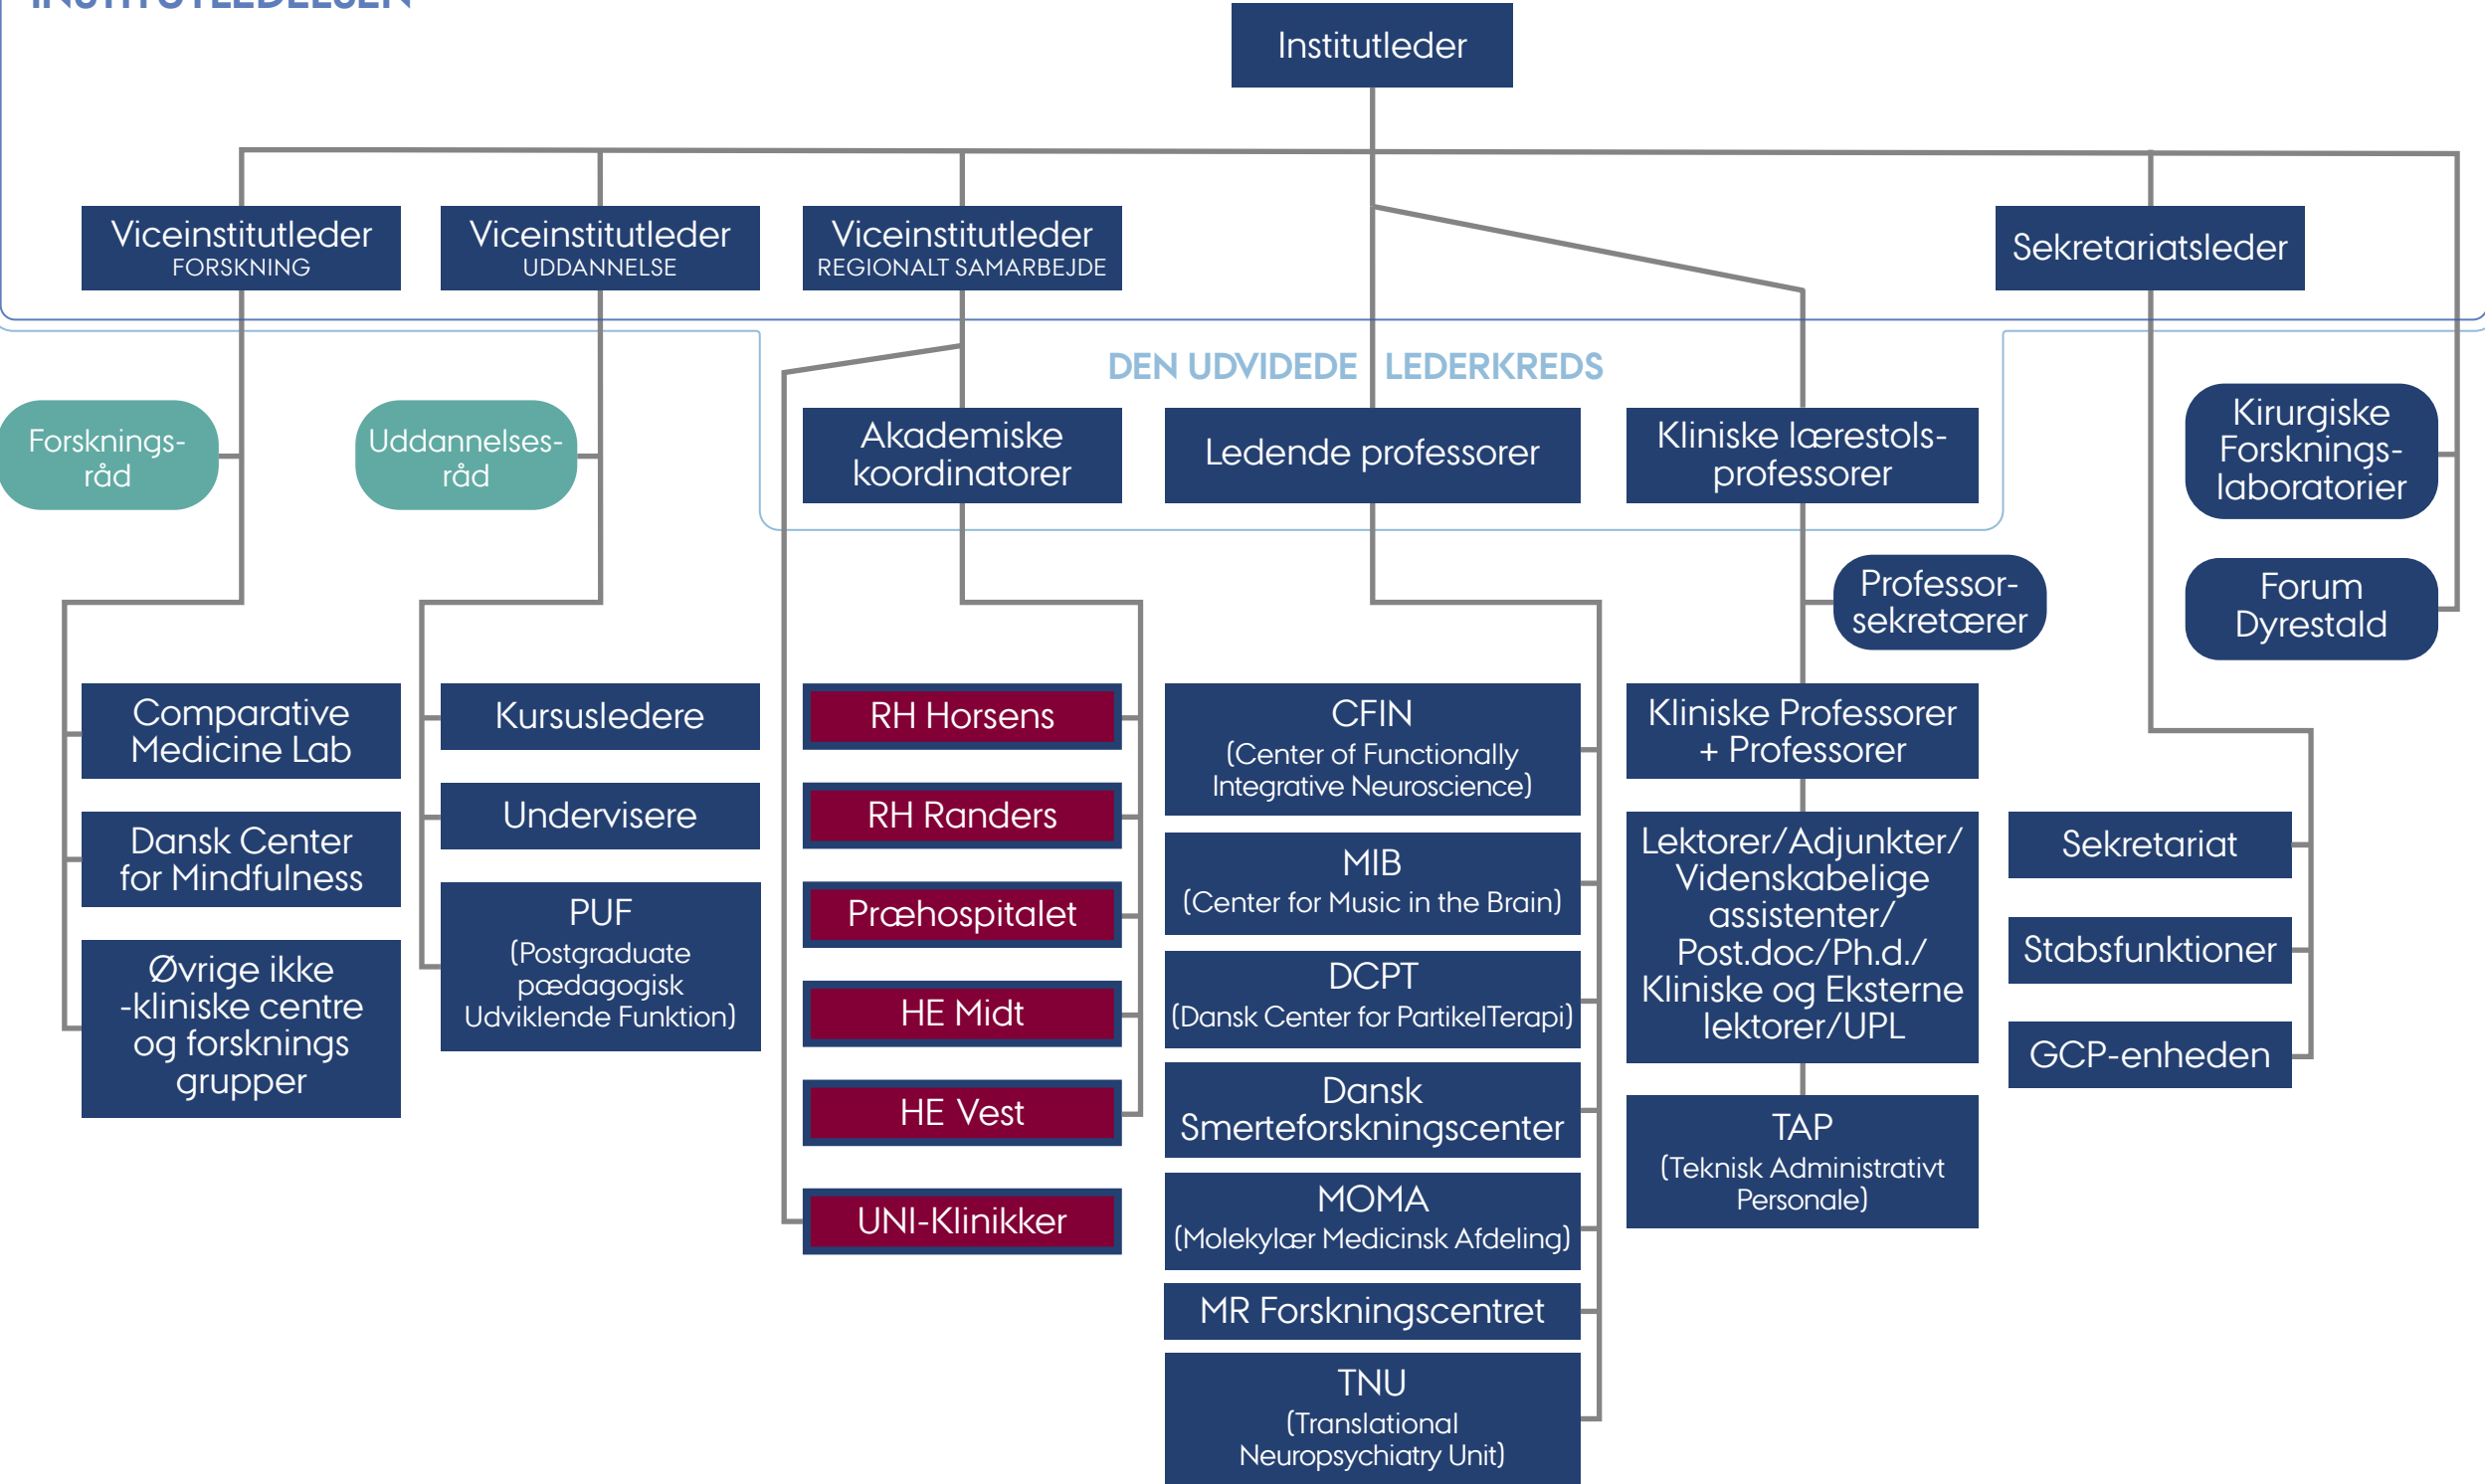 INSTITUTLEDELSEN
Institutleder
Viceinstitutleder
FORSKNING
Viceinstitutleder
UDDANNELSE
Viceinstitutleder
REGIONALT SAMARBEJDE
Sekretariatsleder
DEN UDVIDEDE LEDERKREDS
Forsknings-
råd
Uddannelses-
råd
Akademiske
koordinatorer
Ledende professorer
Kliniske lærestols-
professorer
Kirurgiske
Forsknings-
laboratorier
Professor-
sekretærer
Forum
Dyrestald
Comparative
Medicine Lab
Dansk Center
for Mindfulness
Øvrige ikke
-kliniske centre
og forsknings
grupper
Kursusledere
Undervisere
PUF
(Postgraduate
pædagogisk
Udviklende Funktion)
RH Horsens
RH Randers
Præhospitalet
HE Midt
HE Vest
UNI-Klinikker
CFIN
(Center of Functionally
Integrative Neuroscience)
MIB
(Center for Music in the Brain)
DCPT
(Dansk Center for PartikelTerapi)
Dansk
Smerteforskningscenter
MOMA
(Molekylær Medicinsk Afdeling)
MR Forskningscentret
TNU
(Translational
Neuropsychiatry Unit)
Kliniske Professorer
+ Professorer
Lektorer/Adjunkter/
Videnskabelige
assistenter/
Post.doc/Ph.d./
Kliniske og Eksterne
lektorer/UPL
TAP
(Teknisk Administrativt
Personale)
Sekretariat
Stabsfunktioner
GCP-enheden